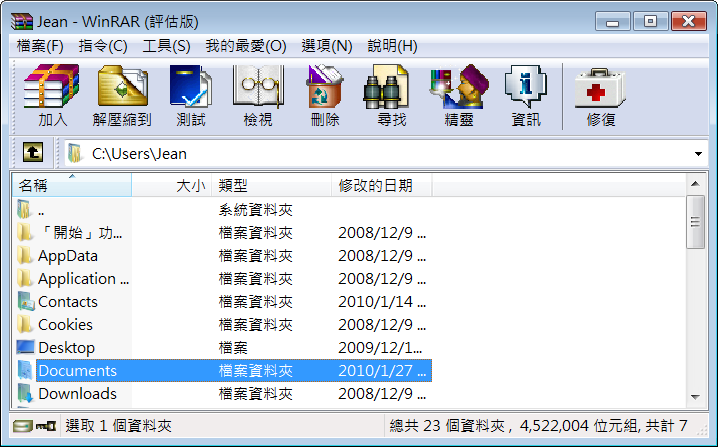 Jean - WinRAR (評估版)
檔案(F) 指令(C) 工具(S) 我的最愛(O) 選項(N) 說明(H)
加入 解壓縮到 測試 檢視 刪除 尋找 精靈 資訊 修復
C:\Users\Jean
名稱 大小 類型 修改的日期
.. 系統資料夾
「開始」功... 檔案資料夾 2008/12/9 ...
AppData 檔案資料夾 2008/12/9 ...
Application ... 檔案資料夾 2008/12/9 ...
Contacts 檔案資料夾 2010/1/14 ...
Cookies 檔案資料夾 2008/12/9 ...
Desktop 檔案 2009/12/1...
Documents 檔案資料夾 2010/1/27 ...
Downloads 檔案資料夾 2008/12/9 ...
選取 1 個資料夾 總共 23 個資料夾 , 4,522,004 位元組, 共計 7